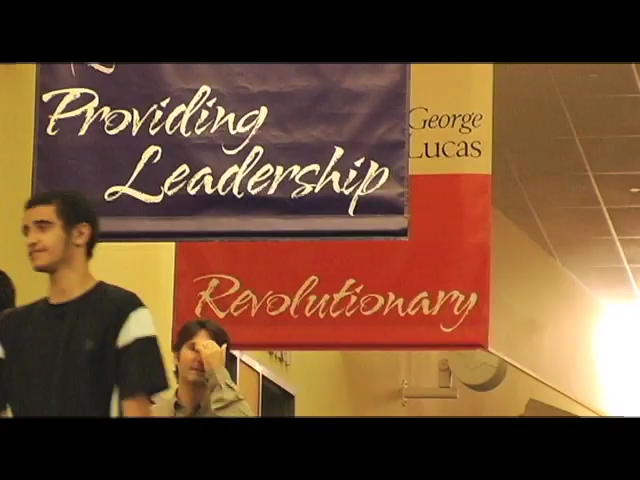 Providing
Leadership
George
Lucas
Revolutionary